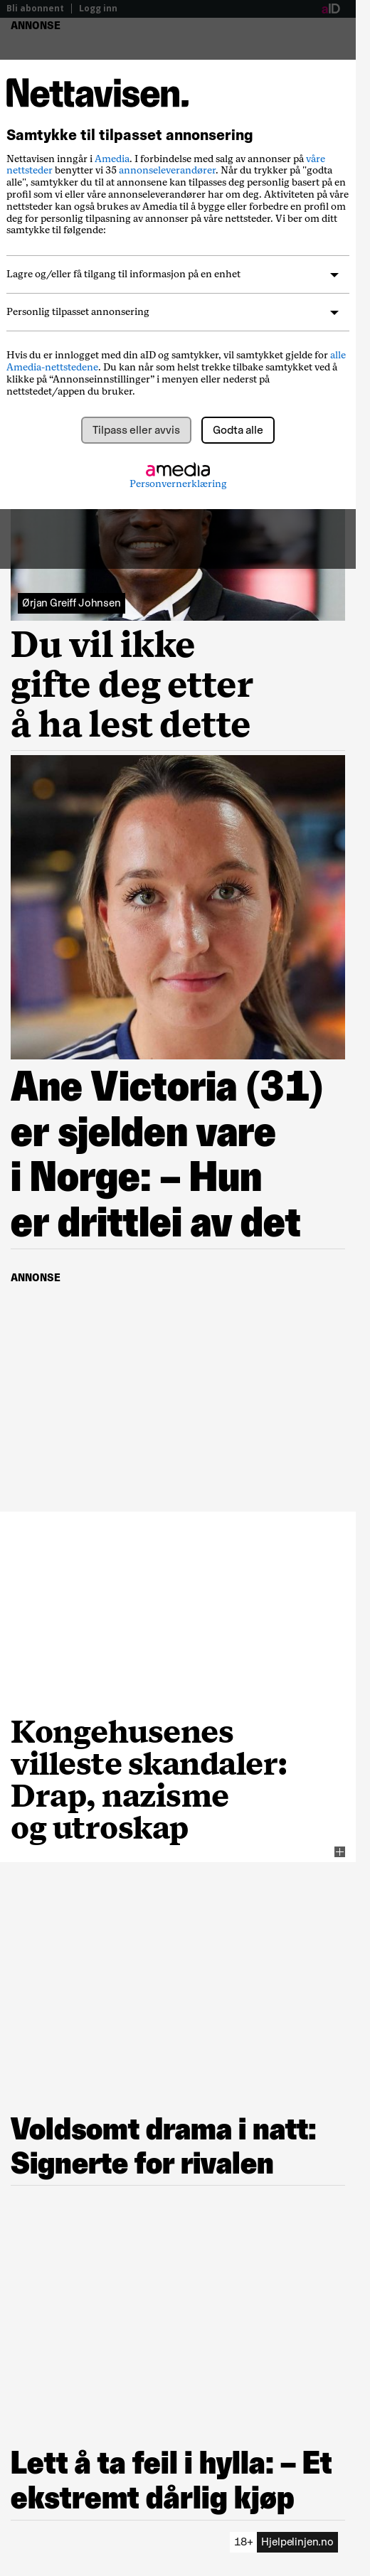 Bli abonnent | Logg inn
aID
ANNONSE
Nettavisen.
Samtykke til tilpasset annonsering
Nettavisen inngår i Amedia. I forbindelse med salg av annonser på våre
nettsteder benytter vi 35 annonseleverandører. Når du trykker på "godta
alle", samtykker du til at annonsene kan tilpasses deg personlig basert på en
profil som vi eller våre annonseleverandører har om deg. Aktiviteten på våre
nettsteder kan også brukes av Amedia til å bygge eller forbedre en profil om
deg for personlig tilpasning av annonser på våre nettsteder. Vi ber om ditt
samtykke til følgende:
Lagre og/eller få tilgang til informasjon på en enhet
Personlig tilpasset annonsering
Hvis du er innlogget med din aID og samtykker, vil samtykket gjelde for alle
Amedia-nettstedene. Du kan når som helst trekke tilbake samtykket ved å
klikke på “Annonseinnstillinger” i menyen eller nederst på
nettstedet/appen du bruker.
Tilpass eller avvis
Godta alle
amedia
Personvernerklæring
Ørjan Greiff Johnsen
Du vil ikke
gifte deg etter
å ha lest dette
Ane Victoria (31)
er sjelden vare
i Norge: – Hun
er drittlei av det
ANNONSE
Kongehusenes
villeste skandaler:
Drap, nazisme
og utroskap
Voldsomt drama i natt:
Signerte for rivalen
Lett å ta feil i hylla: – Et
ekstremt dårlig kjøp
18+ Hjelpelinjen.no